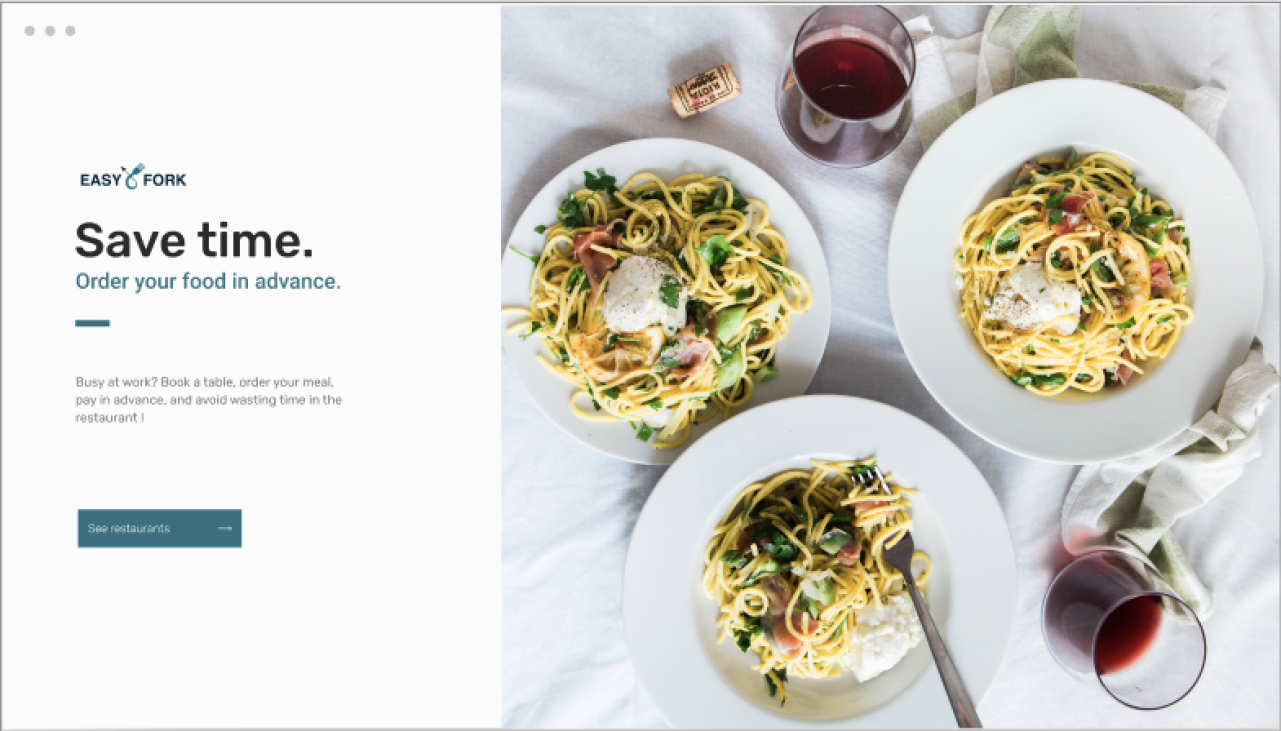 EASY FORK
Save time.
Order your food in advance.
Busy at work? Book a table, order your meal,
pay in advance, and avoid wasting time in the
restaurant !
See restaurants →
RIOJA